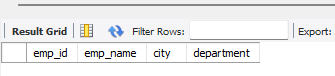 Result Grid Filter Rows: Export:
emp_id emp_name city department